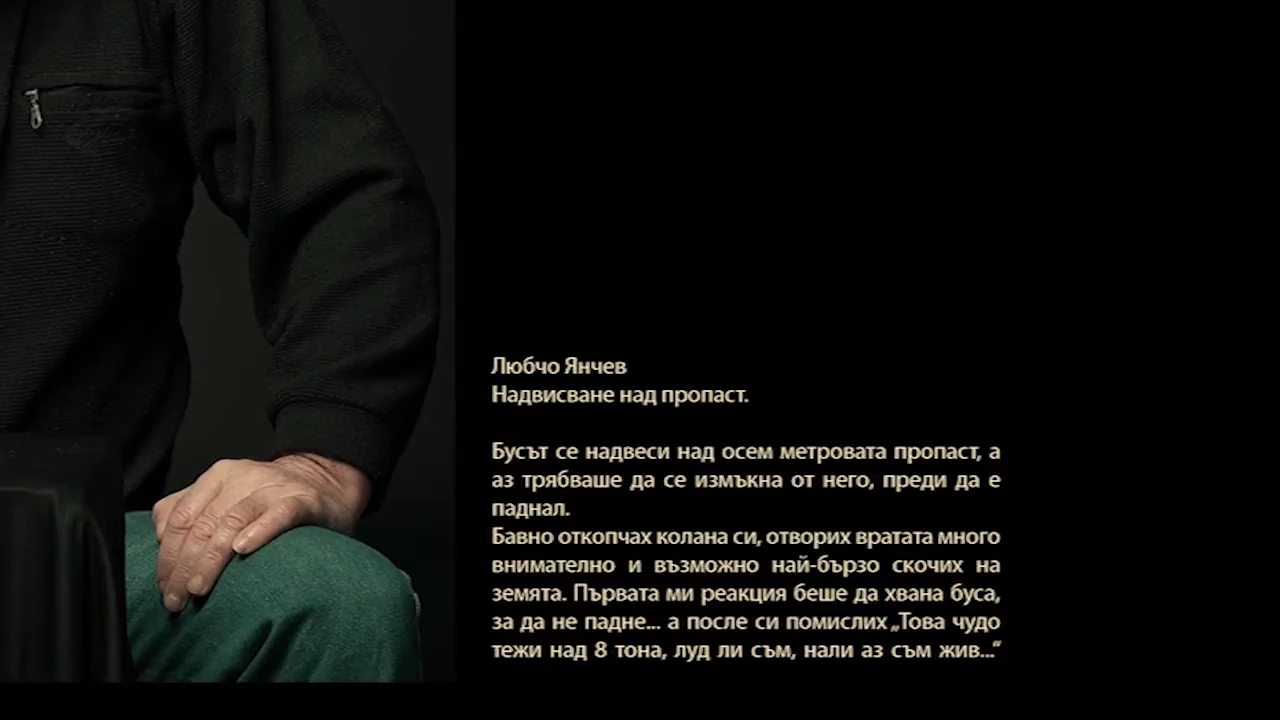 Любчо Янчев
Надвисване над пропаст.
Бусът се надвеси над осем метровата пропаст, а
аз трябваше да се измъкна от него, преди да е
паднал.
Бавно откопчах колана си, отворих вратата много
внимателно и възможно най-бързо скочих на
земята. Първата ми реакция беше да хвана буса,
за да не падне... а после си помислих „Това чудо
тежи над 8 тона, луд ли съм, нали аз съм жив...“